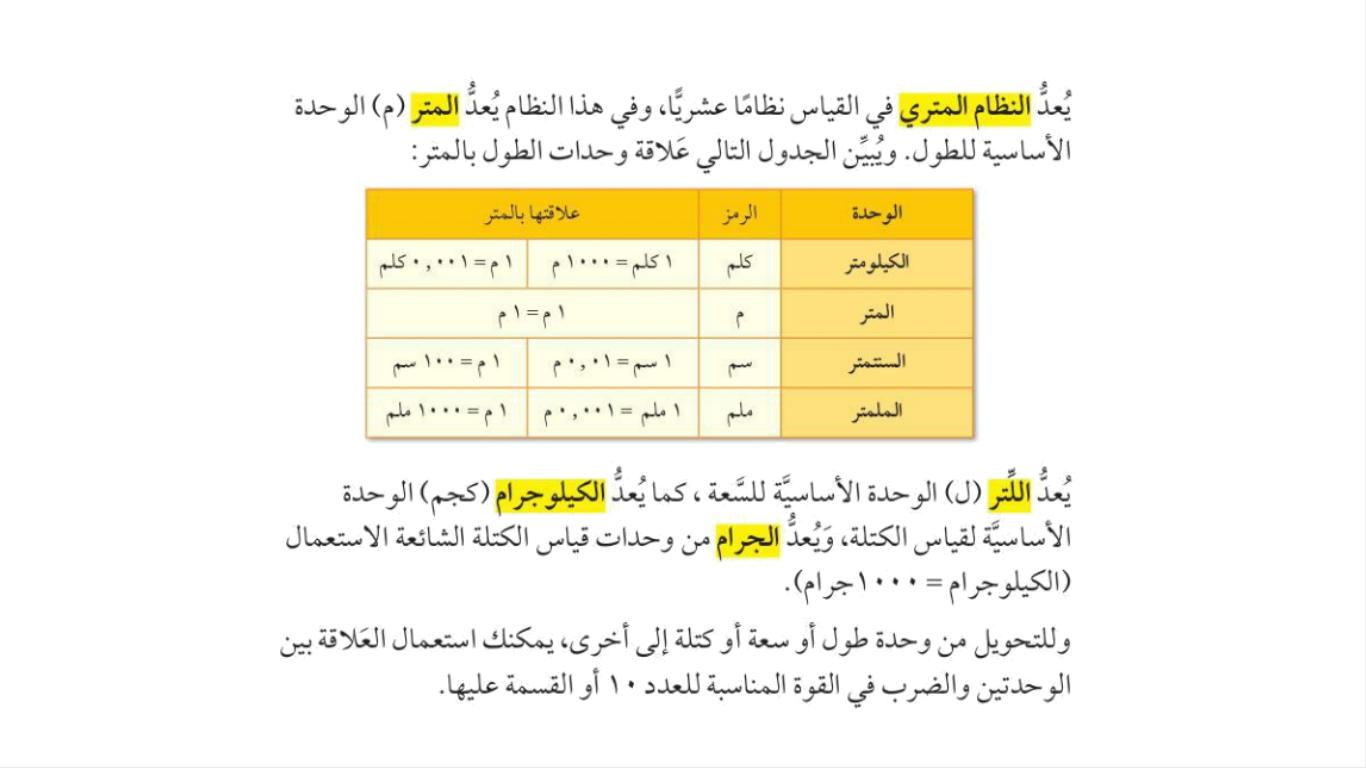 يُعدُّ النظام المتري في القياس نظامًا عشريًّا، وفي هذا النظام يُعدُّ المتر (م) الوحدة
الأساسية للطول. ويُبيِّن الجدول التالي عَلاقة وحدات الطول بالمتر:
الوحدة الرمز علاقتها بالمتر
الكيلومتر كلم ١ كلم = ١٠٠٠ م ١ م = ٠,٠٠١ كلم
المتر م ١ م = ١ م
السنتمتر سم ١ سم = ٠,٠١ م ١ م = ١٠٠ سم
الملمتر ملم ١ ملم = ٠,٠٠١ م ١ م = ١٠٠٠ ملم
يُعدُّ اللِّتر (ل) الوحدة الأساسيَّة للسَّعة ، كما يُعدُّ الكيلوجرام (كجم) الوحدة
الأساسيَّة لقياس الكتلة، وَيُعدُّ الجرام من وحدات قياس الكتلة الشائعة الاستعمال
(الكيلوجرام = ١٠٠٠جرام).
وللتحويل من وحدة طول أو سعة أو كتلة إلى أخرى، يمكنك استعمال العَلاقة بين
الوحدتين والضرب في القوة المناسبة للعدد ١٠ أو القسمة عليها.